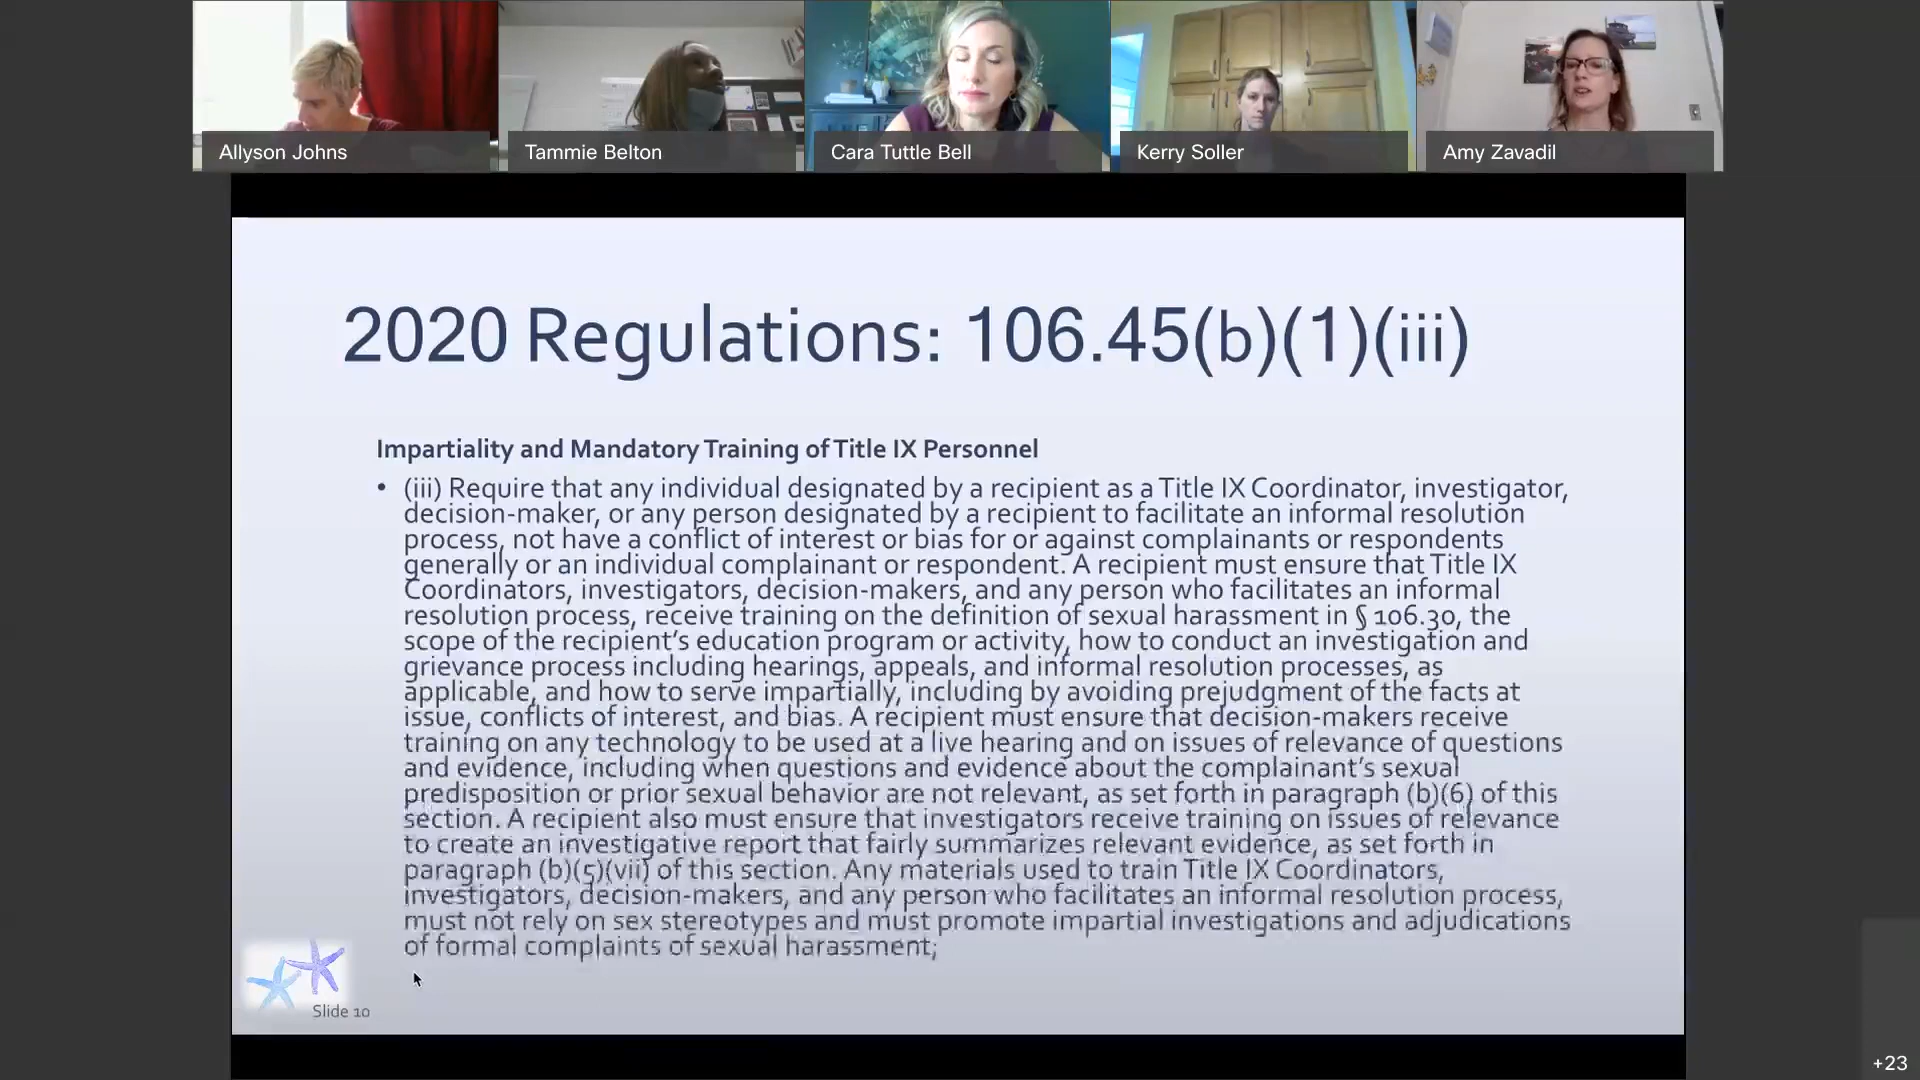 Allyson Johns
Tammie Belton
Cara Tuttle Bell
Kerry Soller
Amy Zavadil
2020 Regulations: 106.45(b)(1)(iii)
Impartiality and Mandatory Training of Title IX Personnel
• (iii) Require that any individual designated by a recipient as a Title IX Coordinator, investigator,
decision-maker, or any person designated by a recipient to facilitate an informal resolution
process, not have a conflict of interest or bias for or against complainants or respondents
generally or an individual complainant or respondent. A recipient must ensure that Title IX
Coordinators, investigators, decision-makers, and any person who facilitates an informal
resolution process, receive training on the definition of sexual harassment in § 106.30, the
scope of the recipient's education program or activity, how to conduct an investigation and
grievance process including hearings, appeals, and informal resolution processes, as
applicable, and how to serve impartially, including by avoiding prejudgment of the facts at
issue, conflicts of interest, and bias. A recipient must ensure that decision-makers receive
training on any technology to be used at a live hearing and on issues of relevance of questions
and evidence, including when questions and evidence about the complainant's sexual
predisposition or prior sexual behavior are not relevant, as set forth in paragraph (b)(6) of this
section. A recipient also must ensure that investigators receive training on issues of relevance
to create an investigative report that fairly summarizes relevant evidence, as set forth in
paragraph (b)(5)(vii) of this section. Any materials used to train Title IX Coordinators,
investigators, decision-makers, and any person who facilitates an informal resolution process,
must not rely on sex stereotypes and must promote impartial investigations and adjudications
of formal complaints of sexual harassment;
Slide 10
+23